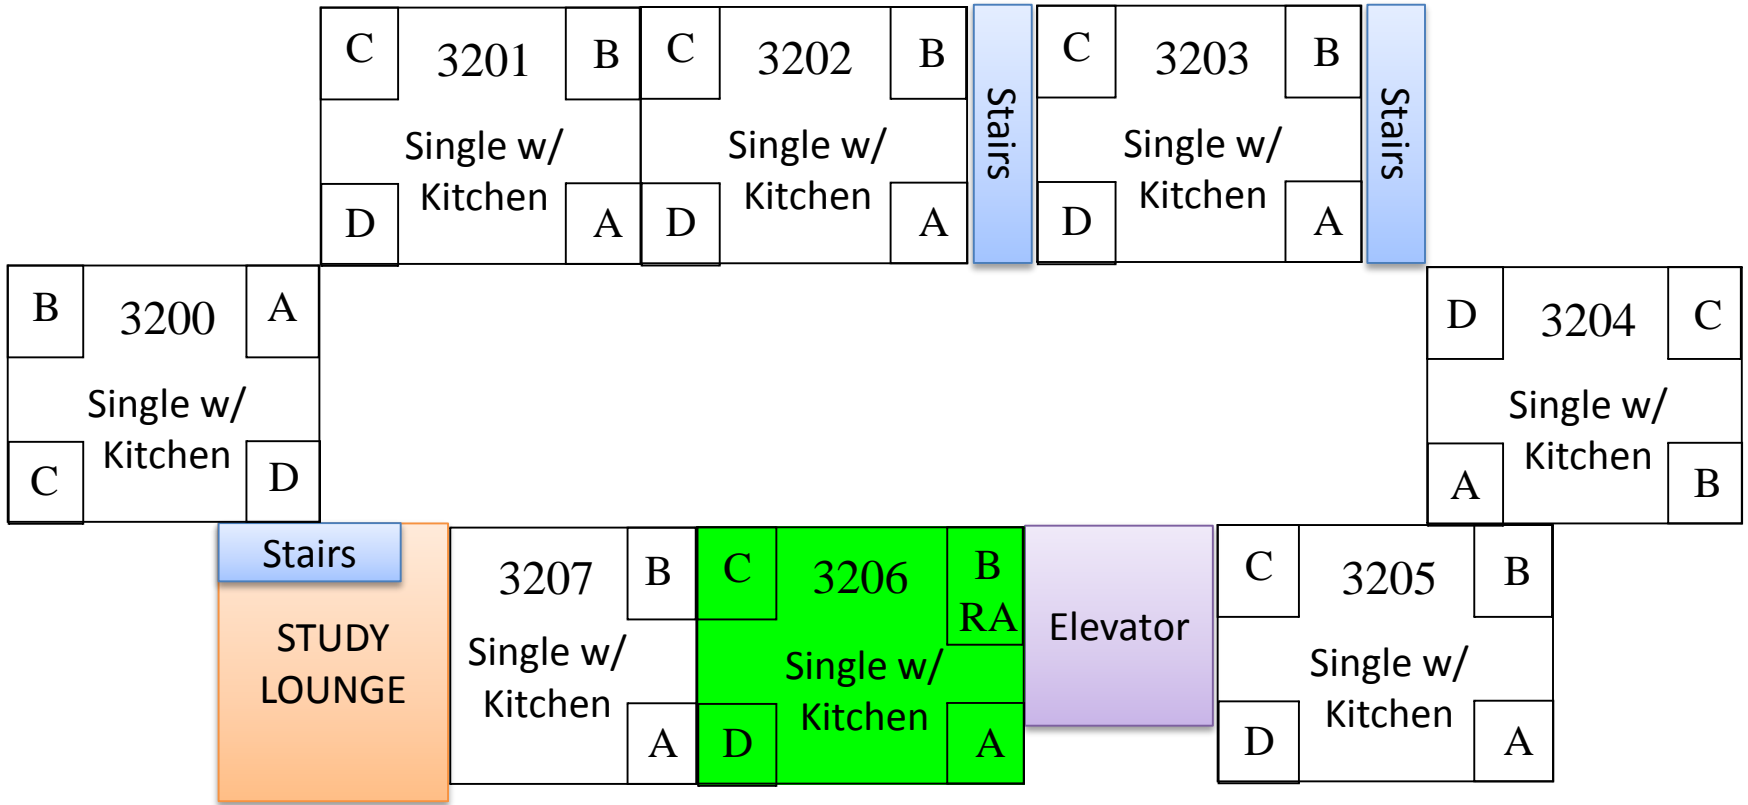 C 3201 B
Single w/
Kitchen
D A
C 3202 B
Single w/
Kitchen
D A
Stairs
C 3203 B
Single w/
Kitchen
D A
Stairs
B 3200 A
Single w/
Kitchen
C D
D 3204 C
Single w/
Kitchen
A B
Stairs
STUDY
LOUNGE
3207 B
Single w/
Kitchen
A
C 3206 B
RA
Single w/
Kitchen
D A
Elevator
C 3205 B
Single w/
Kitchen
D A